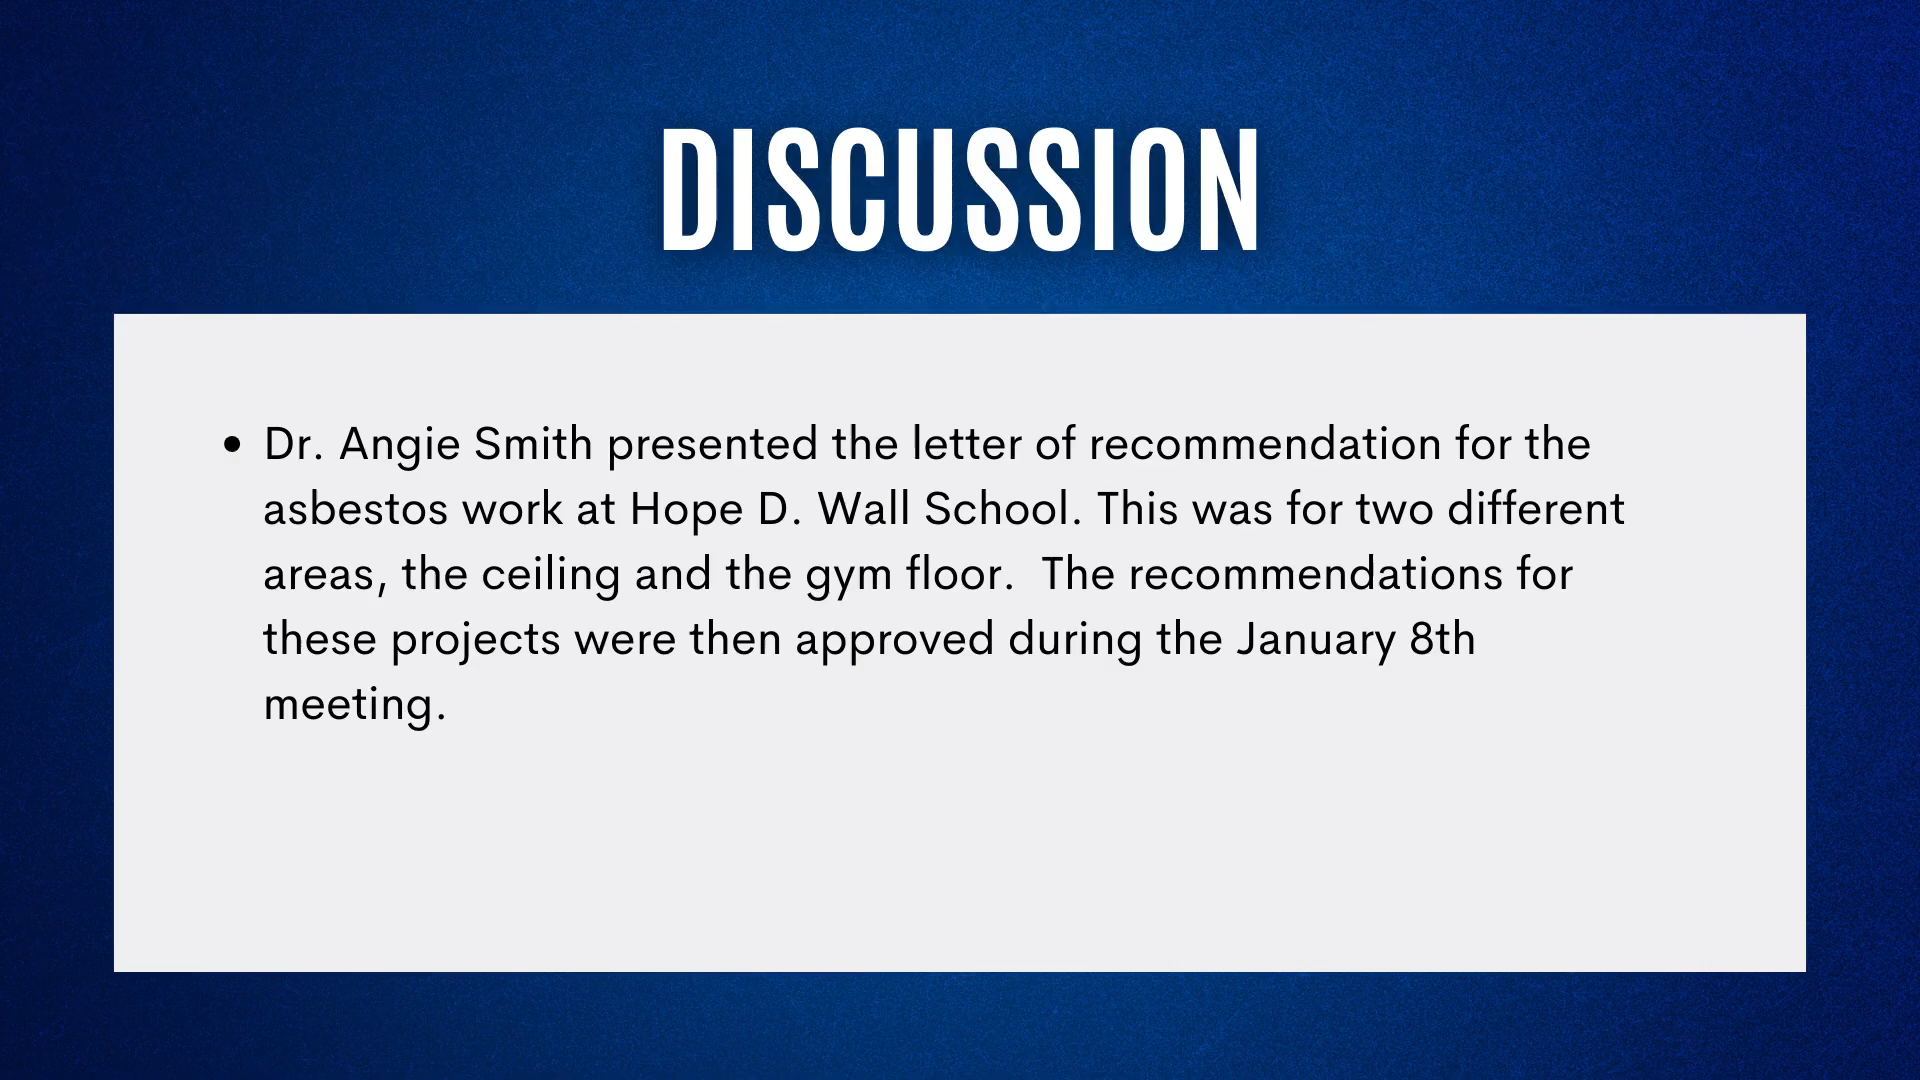 DISCUSSION
• Dr. Angie Smith presented the letter of recommendation for the
asbestos work at Hope D. Wall School. This was for two different
areas, the ceiling and the gym floor.  The recommendations for
these projects were then approved during the January 8th
meeting.